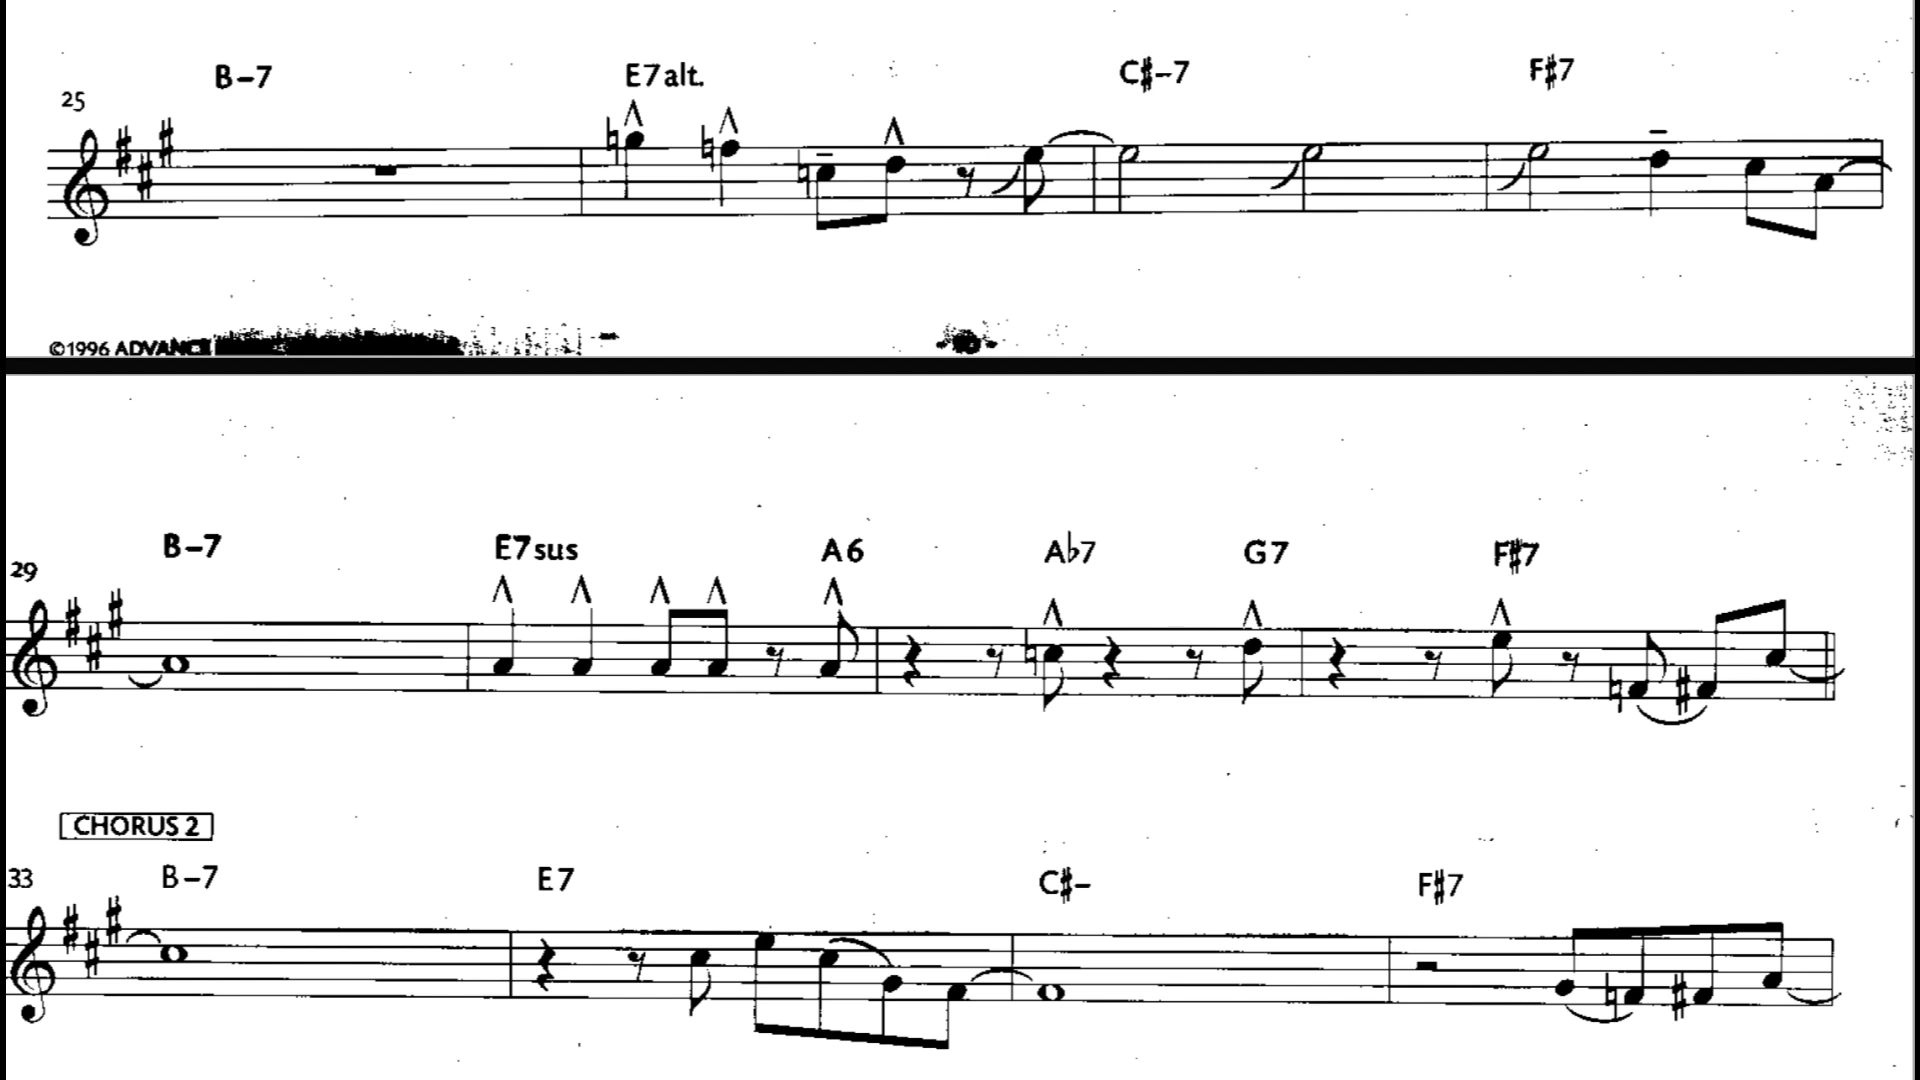 B-7 E7alt. C#-7 F#7
25
©1996 ADVANCE
B-7 E7sus A6 Ab7 G7 F#7
29
CHORUS 2
B-7 E7 C#- F#7
33